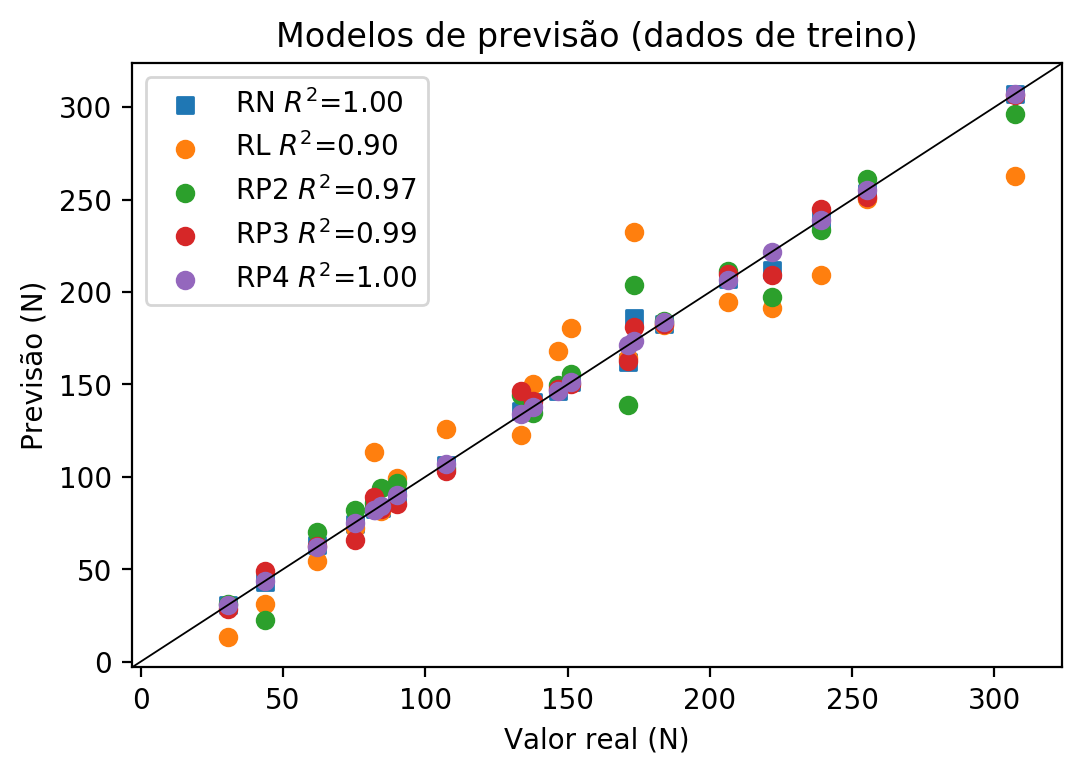 Modelos de previsão (dados de treino)
RN R²=1.00
RL R²=0.90
RP2 R²=0.97
RP3 R²=0.99
RP4 R²=1.00
300
250
200
150
100
50
0
Previsão (N)
0 50 100 150 200 250 300
Valor real (N)